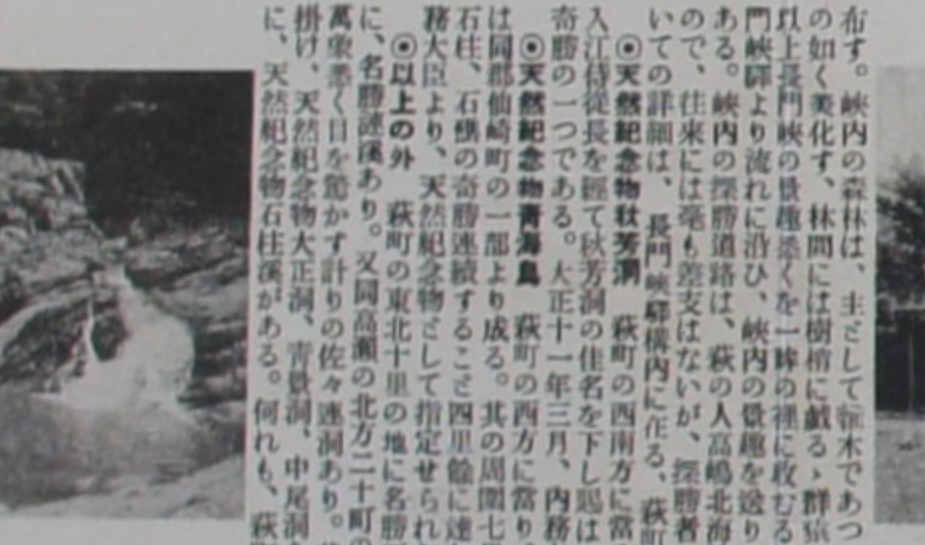 布す。峽内の森林は、主として雜木であつ
の如く美化す、林間には樹梢に戯るゝ群猿
以上長門峽の景趣悉くを一眸の裡に收むる
門峽驛より流れに沿ひ、峽内の景趣を送り
ある。峽内の探勝道路は、萩の人高嶋北海
ので、往來には毫も差支はないが、探勝者
いての詳細は、長門峽驛構内に在る、萩町
◉天然紀念物秋芳洞 萩町の西南方に當
入江侍從長を經て秋芳洞の佳名を下し賜は
奇勝の一つである。大正十一年三月、内務
◉天然紀念物青海島 萩町の西方に當り
は同郡仙崎町の一部より成る。其の周圍七
石柱、石礁の奇勝連續すること四里餘に達
務大臣より、天然紀念物として指定せられ
◉以上の外 萩町の東北十里の地に名勝
に、名勝 溪あり。又同高瀬の北方二十町の
萬象悉く目を驚かす計りの佐々連洞あり。
掛け、天然紀念物大正洞、青景洞、中尾洞
に、天然紀念物石柱溪がある。何れも、萩